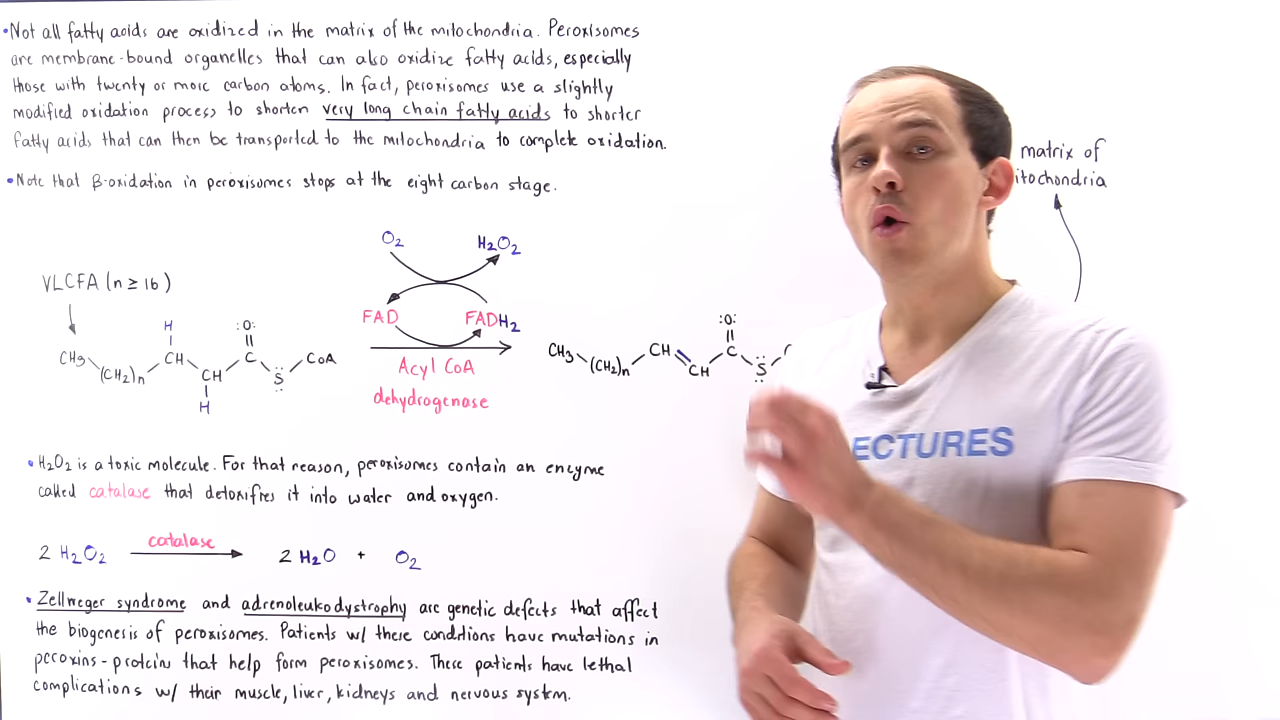 •Not all fatty acids are oxidized in the matrix of the mitochondria. Peroxisomes
are membrane-bound organelles that can also oxidize fatty acids, especially
those with twenty or more carbon atoms. In fact, peroxisomes use a slightly
modified oxidation process to shorten very long chain fatty acids to shorter
fatty acids that can then be transported to the mitochondria to complete oxidation.
•Note that β-oxidation in peroxisomes stops at the eight carbon stage.
matrix of
itochondria
O₂ H₂O₂
VLCFA (n ≥ 16)
FAD FADH₂
H :O:
CH₃ (CH₂)n CH CH C S CoA
H
Acyl CoA
dehydrogenase
:O:
CH₃ (CH₂)n CH CH C S
ECTURES
•H₂O₂ is a toxic molecule. For that reason, peroxisomes contain an enzyme
called catalase that detoxifies it into water and oxygen.
catalase
2 H₂O₂ → 2 H₂O + O₂
•Zellweger syndrome and adrenoleukodystrophy are genetic defects that affect
the biogenesis of peroxisomes. Patients w/ these conditions have mutations in
peroxins-protein that help form peroxisomes. These patients have lethal
complications w/ their muscle, liver, kidneys and nervous system.